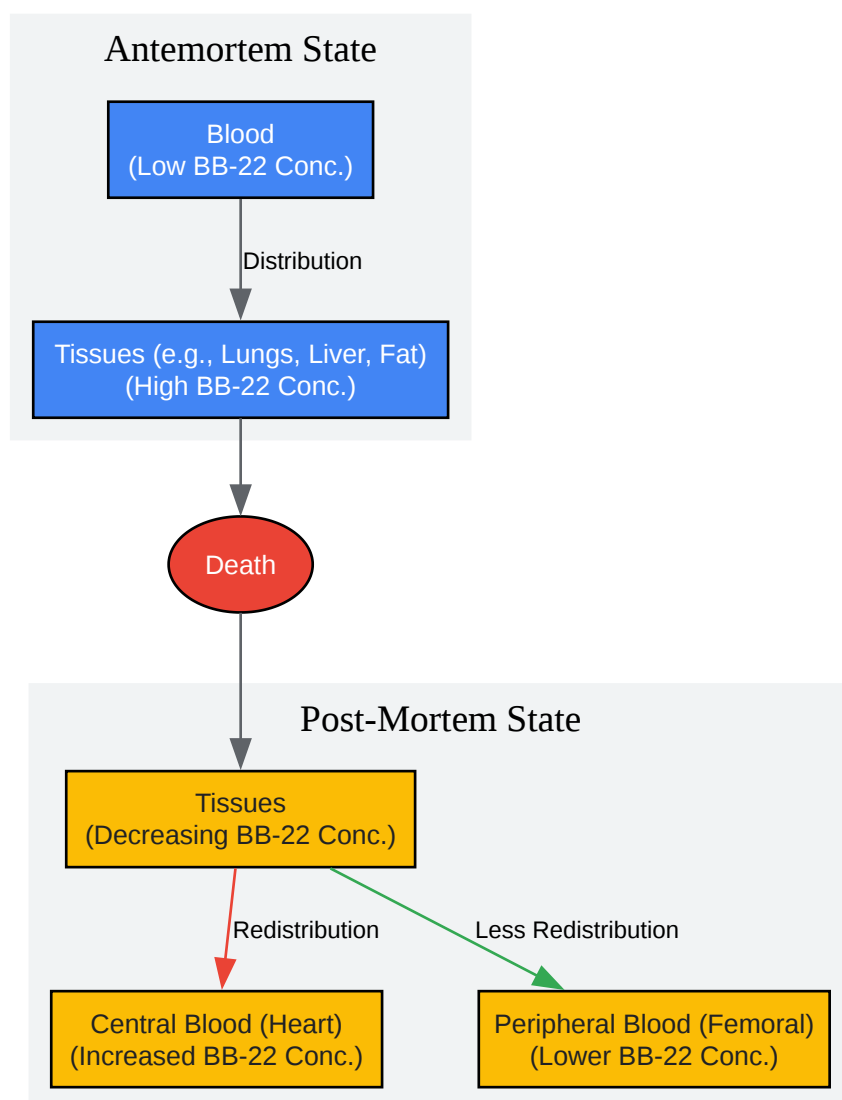 Antemortem State
Blood
(Low BB-22 Conc.)
Distribution
Tissues (e.g., Lungs, Liver, Fat)
(High BB-22 Conc.)
Death
Post-Mortem State
Tissues
(Decreasing BB-22 Conc.)
Redistribution
Less Redistribution
Central Blood (Heart)
(Increased BB-22 Conc.)
Peripheral Blood (Femoral)
(Lower BB-22 Conc.)